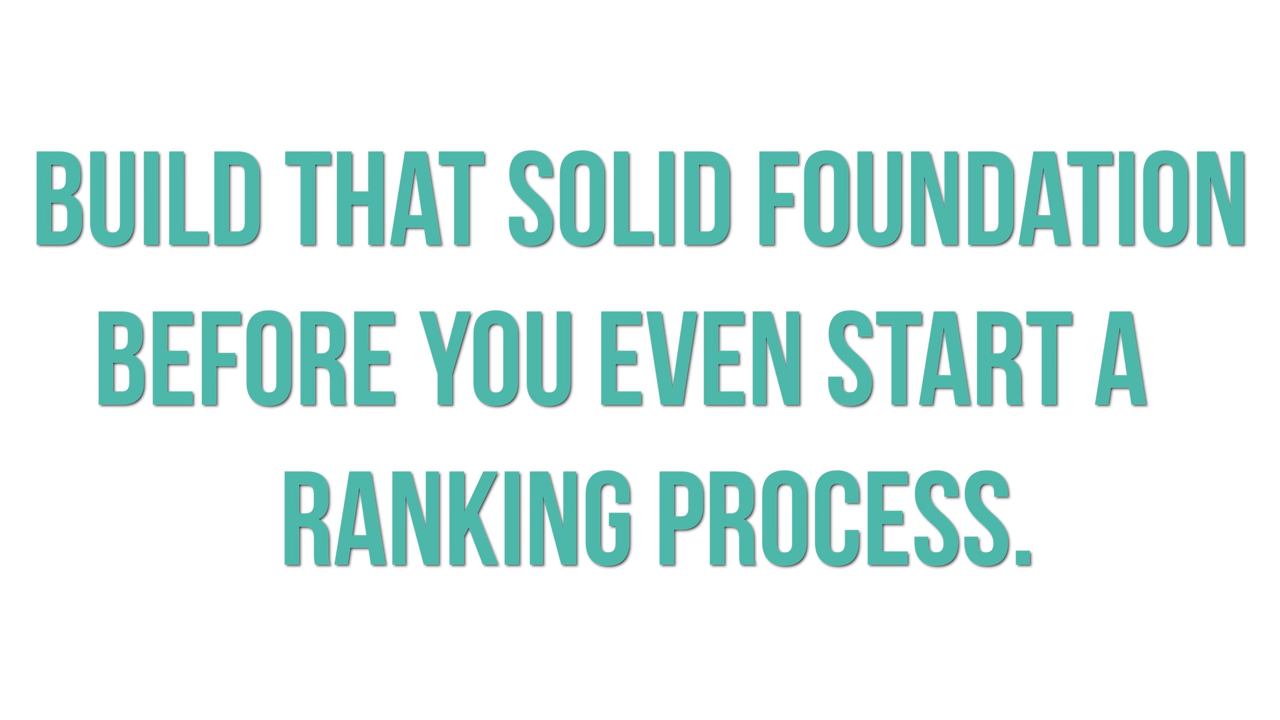 BUILD THAT SOLID FOUNDATION
BEFORE YOU EVEN START A
RANKING PROCESS.